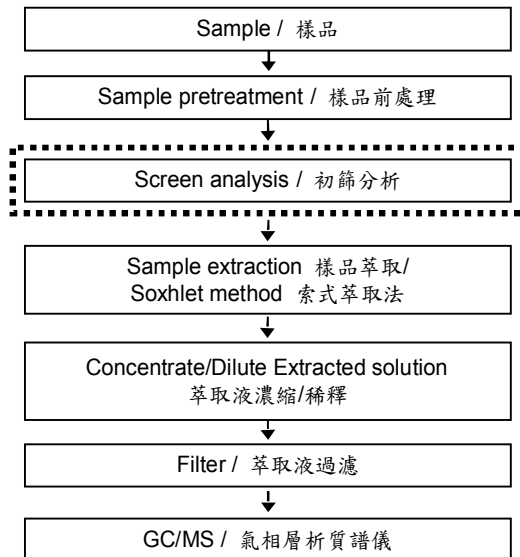 Sample / 樣品
Sample pretreatment / 樣品前處理
Screen analysis / 初篩分析
Sample extraction 樣品萃取/
Soxhlet method 索式萃取法
Concentrate/Dilute Extracted solution
萃取液濃縮/稀釋
Filter / 萃取液過濾
GC/MS / 氣相層析質譜儀